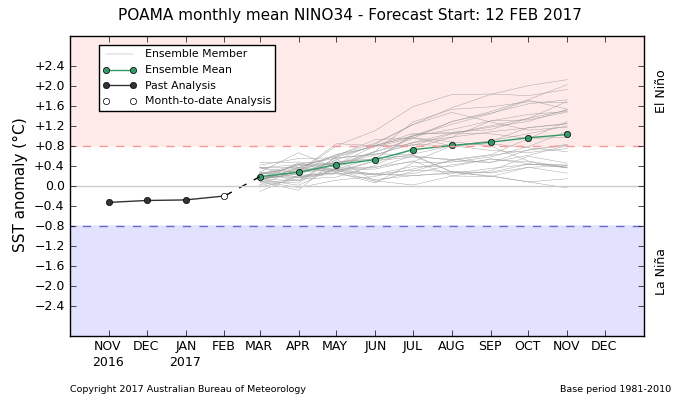 POAMA monthly mean NINO34 - Forecast Start: 12 FEB 2017
Ensemble Member
Ensemble Mean
Past Analysis
Month-to-date Analysis
SST anomaly (°C)
+2.4
+2.0
+1.6
+1.2
+0.8
+0.4
0.0
−0.4
−0.8
−1.2
−1.6
−2.0
−2.4
El Niño
La Niña
NOV DEC JAN FEB MAR APR MAY JUN JUL AUG SEP OCT NOV DEC
2016 2017
Copyright 2017 Australian Bureau of Meteorology
Base period 1981-2010